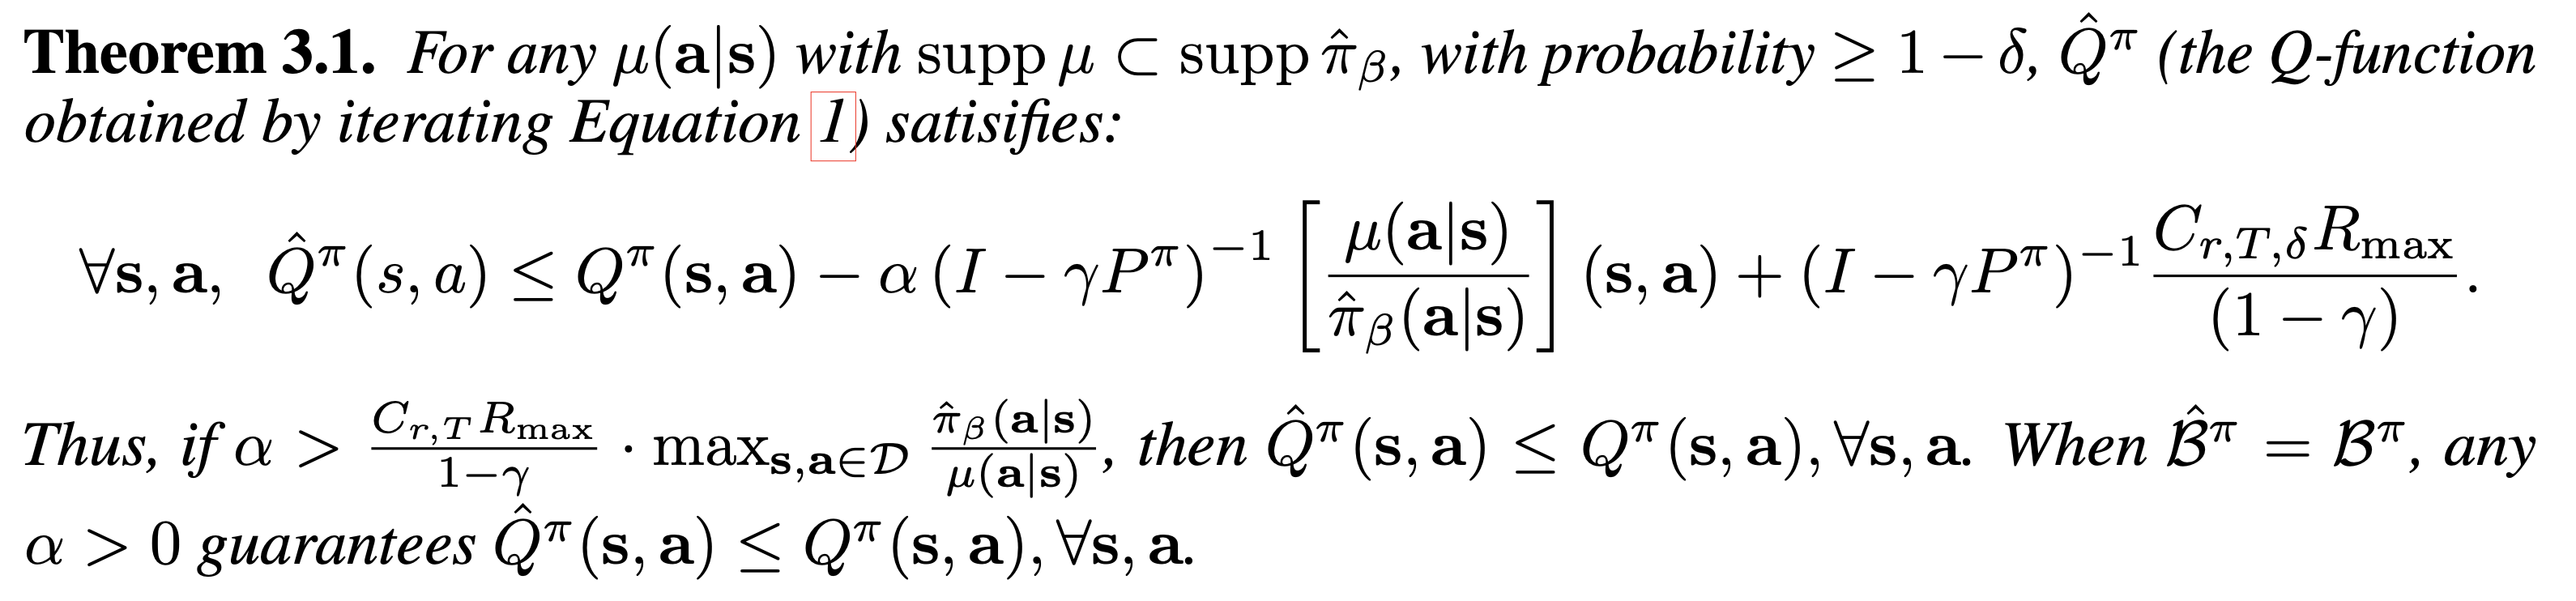 Theorem 3.1. For any μ(a|s) with supp μ ⊂ supp π̂_β, with probability ≥ 1 − δ, Q̂^π (the Q-function
obtained by iterating Equation 1) satisifies:
∀s, a, Q̂^π(s, a) ≤ Q^π(s, a) − α (I − γP^π)^{−1} [μ(a|s) / π̂_β(a|s)] (s, a) + (I − γP^π)^{−1} C_{r,T,δ} R_max / (1 − γ).
Thus, if α > C_{r,T} R_max / 1−γ · max_{s,a∈D} π̂_β(a|s) / μ(a|s), then Q̂^π(s, a) ≤ Q^π(s, a), ∀s, a. When B̂^π = B^π, any
α > 0 guarantees Q̂^π(s, a) ≤ Q^π(s, a), ∀s, a.